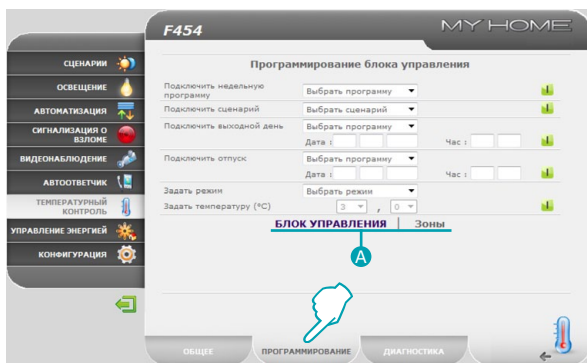 F454
MY HOME
СЦЕНАРИИ
ОСВЕЩЕНИЕ
АВТОМАТИЗАЦИЯ
СИГНАЛИЗАЦИЯ О
ВЗЛОМЕ
ВИДЕОНАБЛЮДЕНИЕ
АВТООТВЕТЧИК
ТЕМПЕРАТУРНЫЙ
КОНТРОЛЬ
УПРАВЛЕНИЕ ЭНЕРГИЕЙ
КОНФИГУРАЦИЯ
Программирование блока управления
Подключить недельную
программу
Выбрать программу
Подключить сценарий
Выбрать сценарий
Подключить выходной день
Выбрать программу
Дата : Час :
Подключить отпуск
Выбрать программу
Дата : Час :
Задать режим
Выбрать режим
Задать температуру (°C)
3 , 0
БЛОК УПРАВЛЕНИЯ | Зоны
A
ОБЩЕЕ
ПРОГРАММИРОВАНИЕ
ДИАГНОСТИКА